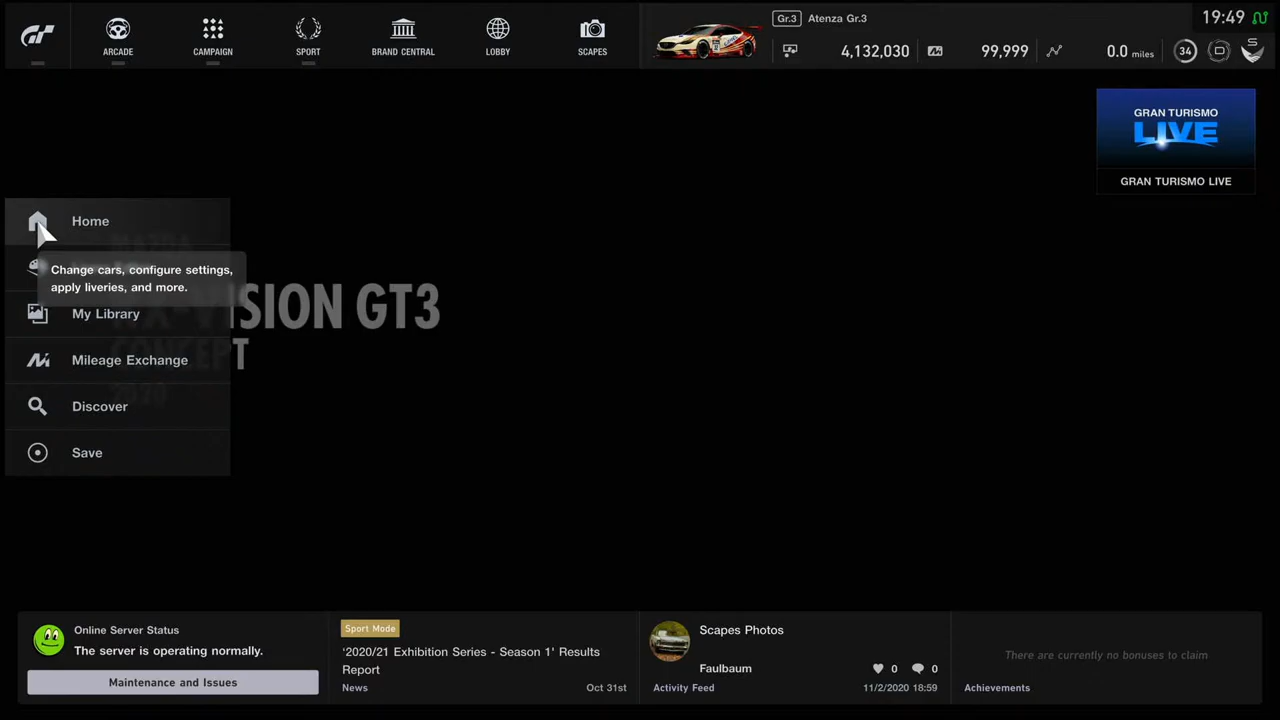 ARCADE
CAMPAIGN
SPORT
BRAND CENTRAL
LOBBY
SCAPES
Gr.3 Atenza Gr.3
4,132,030
99,999
0.0 miles
34
S
19:49
GRAN TURISMO
LIVE
GRAN TURISMO LIVE
Home
Change cars, configure settings,
apply liveries, and more.
My Library
Mileage Exchange
Discover
Save
VISION GT3
CONCEPT
2020
Online Server Status
The server is operating normally.
Maintenance and Issues
Sport Mode
‘2020/21 Exhibition Series - Season 1’ Results
Report
News Oct 31st
Scapes Photos
Faulbaum 0 0
Activity Feed 11/2/2020 18:59
There are currently no bonuses to claim
Achievements